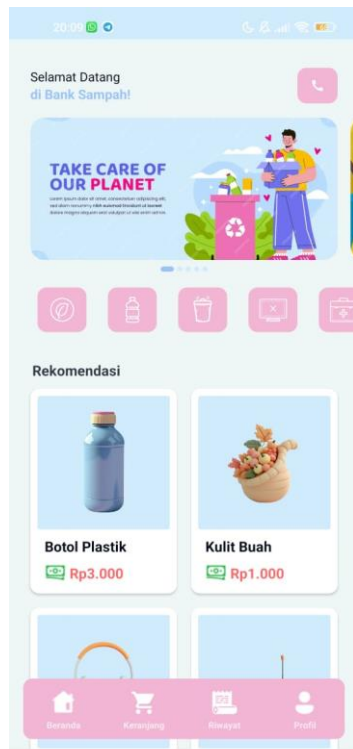 20:09
Selamat Datang
di Bank Sampah!
TAKE CARE OF
OUR PLANET
Rekomendasi
Botol Plastik
Kulit Buah
Rp3.000
Rp1.000
Beranda
Keranjang
Riwayat
Profil